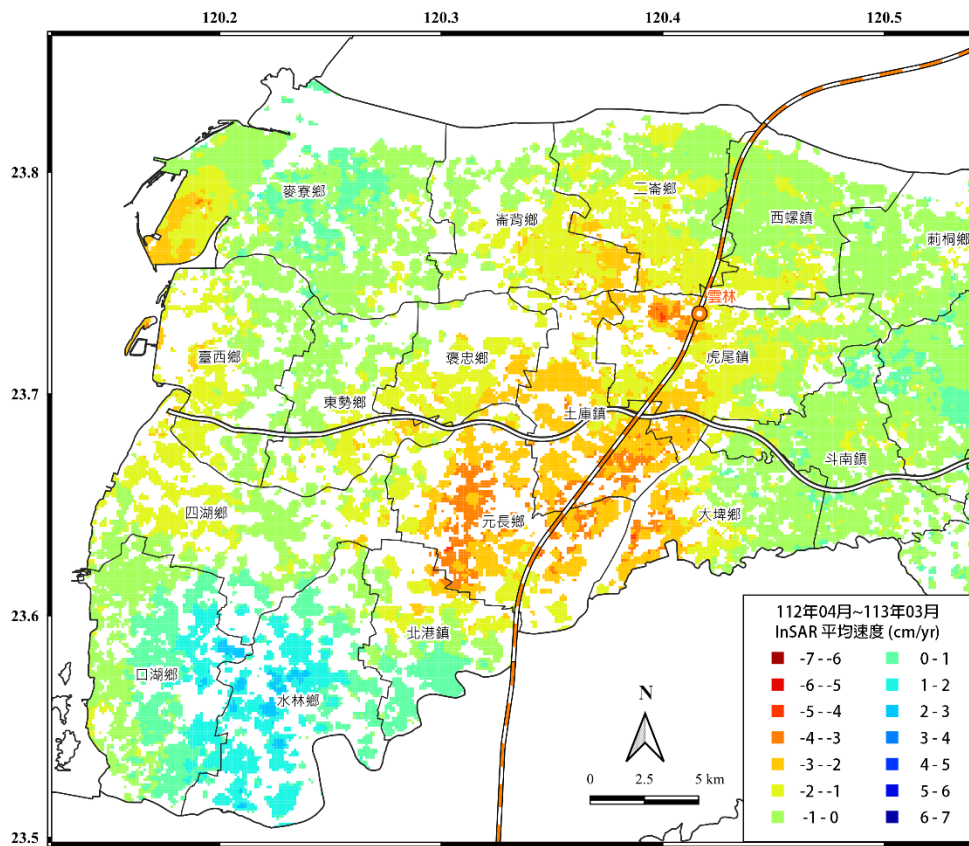 120.2 120.3 120.4 120.5
23.8
23.7
23.6
23.5
麥寮鄉
崙背鄉
二崙鄉
西螺鎮
莿桐鄉
雲林
臺西鄉
東勢鄉
褒忠鄉
土庫鎮
虎尾鎮
斗南鎮
四湖鄉
元長鄉
大埤鄉
北港鎮
口湖鄉
水林鄉
N
0 2.5 5 km
112年04月~113年03月
InSAR 平均速度 (cm/yr)
-7 - -6 0 - 1
-6 - -5 1 - 2
-5 - -4 2 - 3
-4 - -3 3 - 4
-3 - -2 4 - 5
-2 - -1 5 - 6
-1 - 0 6 - 7